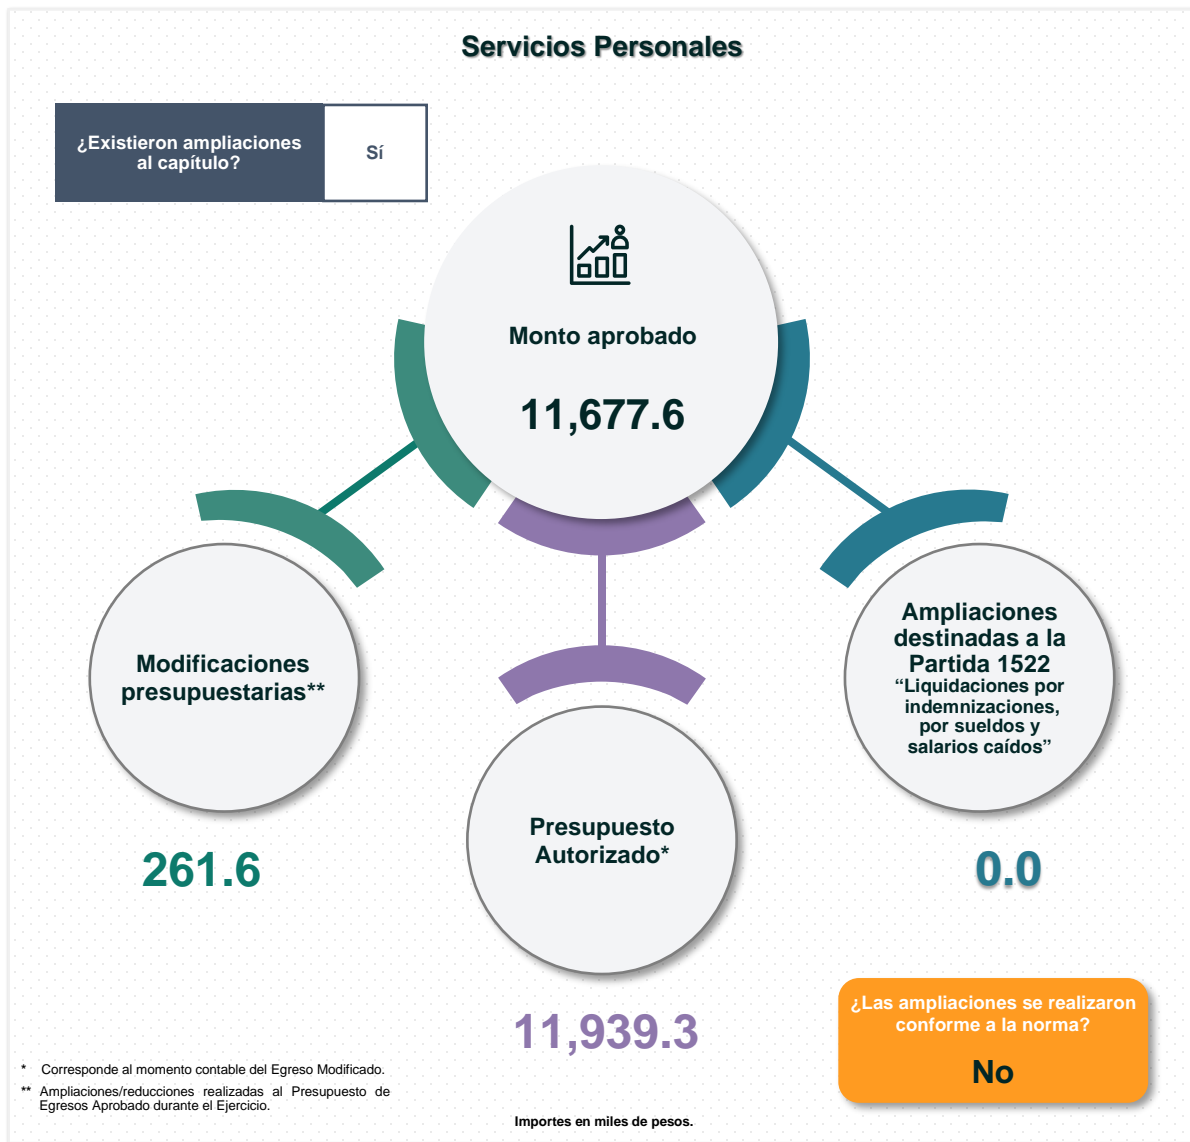 Servicios Personales
¿Existieron ampliaciones
al capítulo?
Sí
Monto aprobado
11,677.6
Modificaciones
presupuestarias**
261.6
Presupuesto
Autorizado*
11,939.3
Ampliaciones
destinadas a la
Partida 1522
“Liquidaciones por
indemnizaciones,
por sueldos y
salarios caídos”
0.0
¿Las ampliaciones se realizaron
conforme a la norma?
No
* Corresponde al momento contable del Egreso Modificado.
** Ampliaciones/reducciones realizadas al Presupuesto de
Egresos Aprobado durante el Ejercicio.
Importes en miles de pesos.